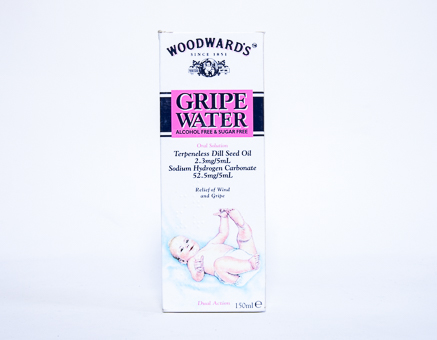 WOODWARD'S
SINCE 1851
GRIPE
WATER
ALCOHOL FREE & SUGAR FREE
Oral Solution
Terpeneless Dill Seed Oil
2.3mg/5mL
Sodium Hydrogen Carbonate
52.5mg/5mL
Relief of Wind
and Gripe
Dual Action
150ml e